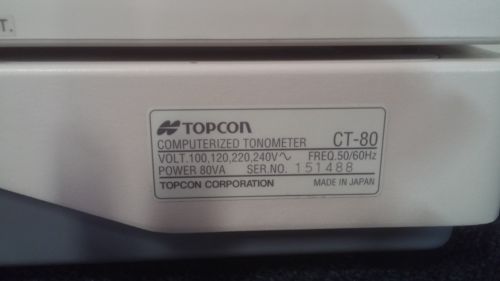 T.
TOPCON
COMPUTERIZED TONOMETER CT-80
VOLT.100,120,220,240V∿ FREQ.50/60Hz
POWER 80VA SER.NO. 151488
TOPCON CORPORATION MADE IN JAPAN